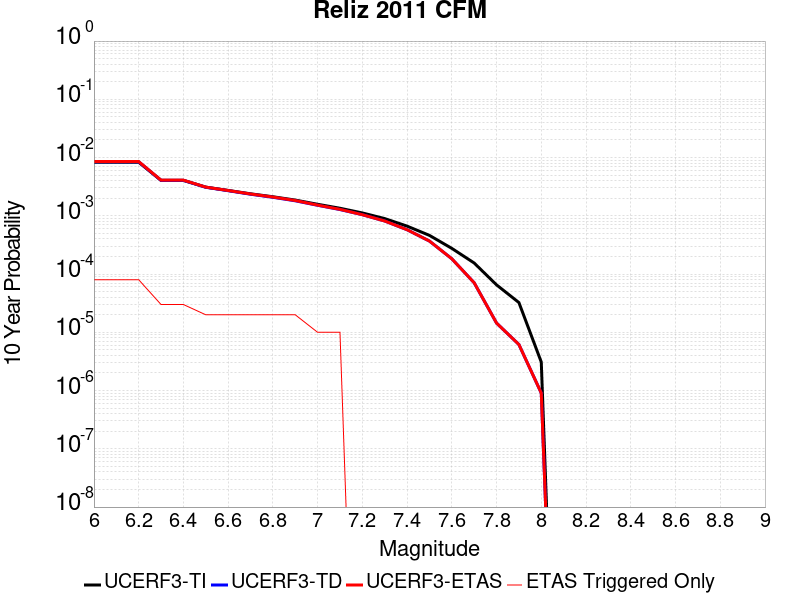 Reliz 2011 CFM
10 0
10 -1
10 -2
10 -3
10 -4
10 -5
10 -6
10 -7
10 -8
10 Year Probability
6 6.2 6.4 6.6 6.8 7 7.2 7.4 7.6 7.8 8 8.2 8.4 8.6 8.8 9
Magnitude
UCERF3-TI UCERF3-TD UCERF3-ETAS ETAS Triggered Only